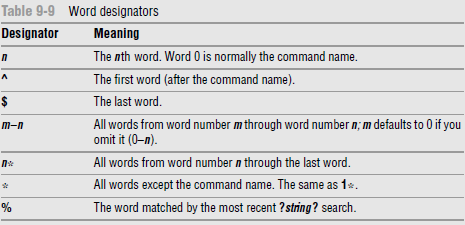 Table 9-9 Word designators
Designator Meaning
n The nth word. Word 0 is normally the command name.
^ The first word (after the command name).
$ The last word.
m–n All words from word number m through word number n; m defaults to 0 if you
omit it (0–n).
n* All words from word number n through the last word.
* All words except the command name. The same as 1*.
% The word matched by the most recent ?string? search.